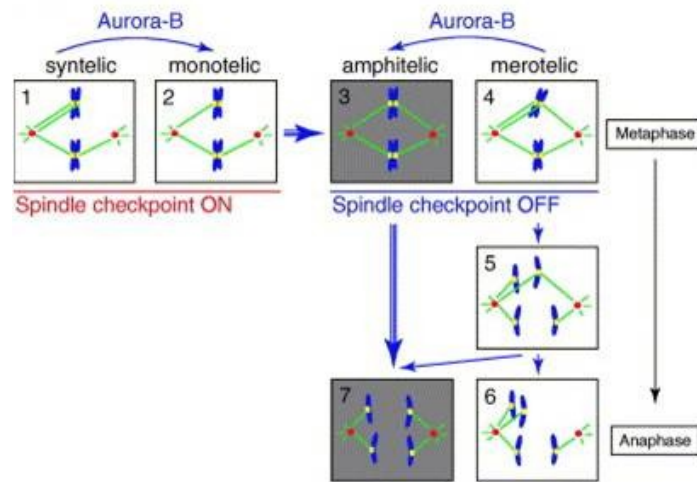 Aurora-B Aurora-B
syntelic monotelic amphitelic merotelic
1 2 3 4
Metaphase
Spindle checkpoint ON Spindle checkpoint OFF
5
7 6
Anaphase